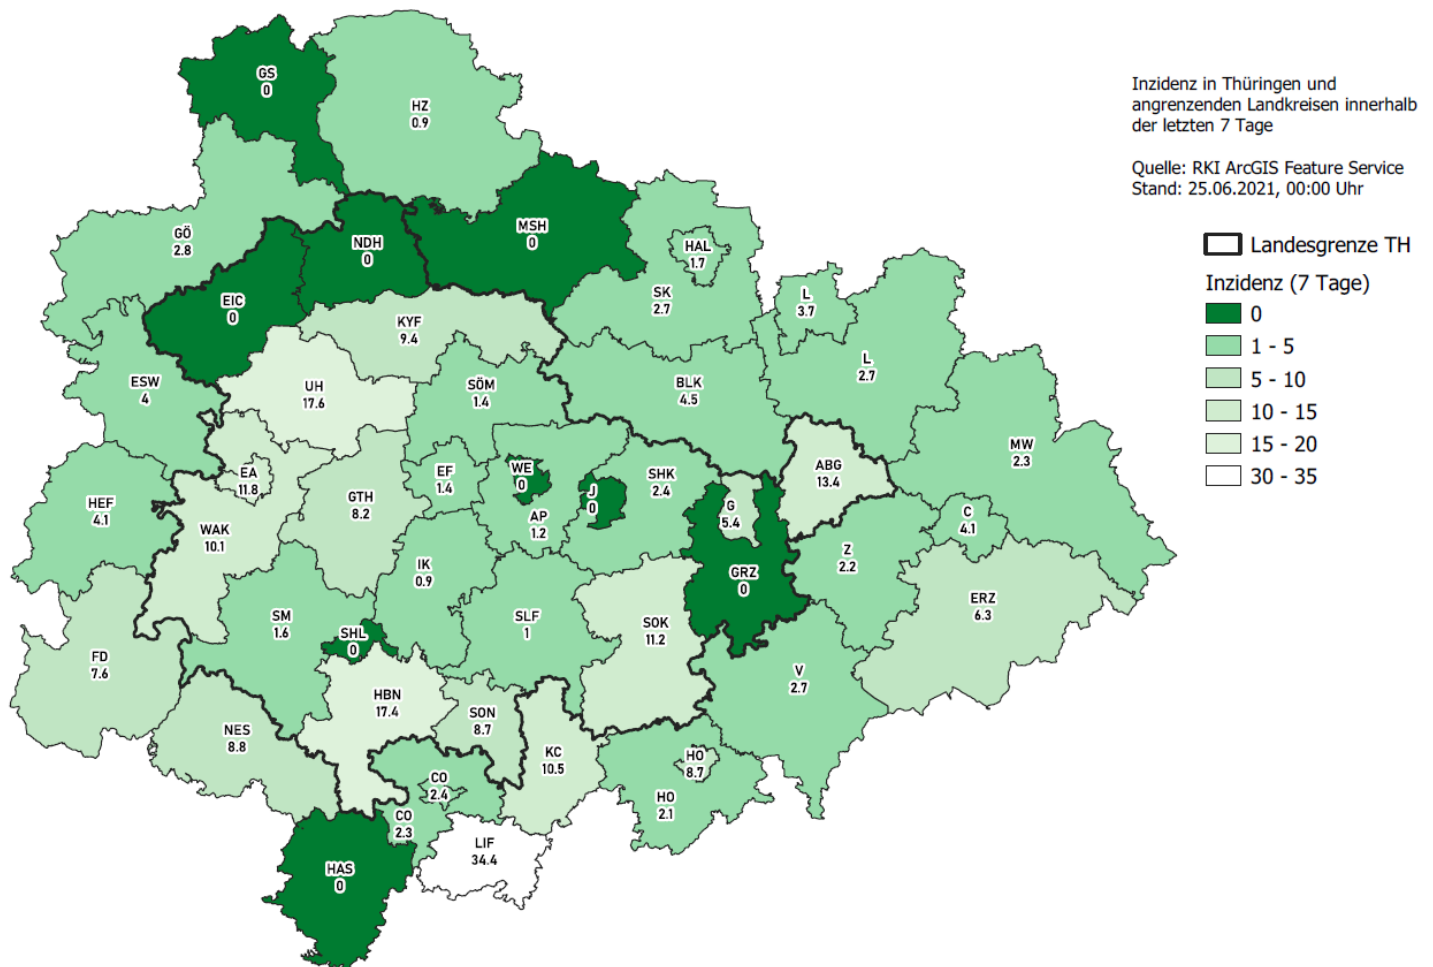 GS
0
HZ
0.9
Inzidenz in Thüringen und
angrenzenden Landkreisen innerhalb
der letzten 7 Tage
Quelle: RKI ArcGIS Feature Service
Stand: 25.06.2021, 00:00 Uhr
Landesgrenze TH
Inzidenz (7 Tage)
0
1 - 5
5 - 10
10 - 15
15 - 20
30 - 35
GÖ
2.8
NDH
0
MSH
0
HAL
1.7
EIC
0
SK
2.7
L
3.7
KYF
9.4
L
2.7
ESW
4
UH
17.6
SÖM
1.4
BLK
4.5
MW
2.3
EA
11.8
EF
1.4
WE
0
SHK
2.4
ABG
13.4
HEF
4.1
GTH
8.2
J
0
G
5.4
WAK
10.1
AP
1.2
C
4.1
Z
2.2
IK
0.9
GRZ
0
ERZ
6.3
SM
1.6
SHL
0
SLF
1
SOK
11.2
FD
7.6
V
2.7
HBN
17.4
SON
8.7
NES
8.8
KC
10.5
HO
8.7
CO
2.4
HO
2.1
CO
2.3
LIF
34.4
HAS
0